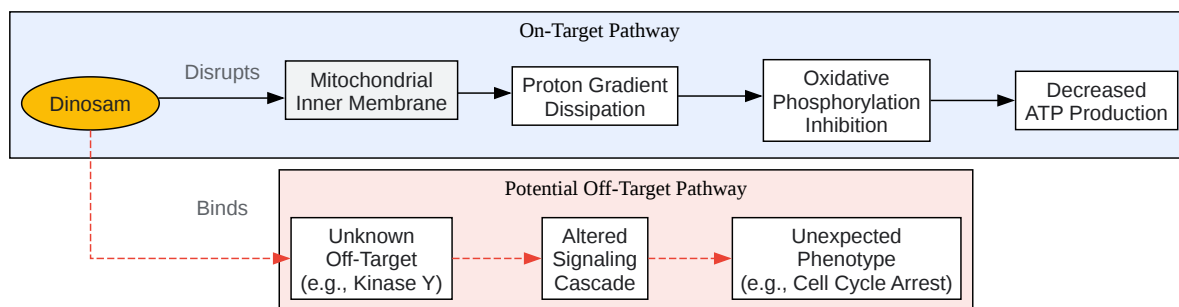 On-Target Pathway
Dinosam
Disrupts
Mitochondrial
Inner Membrane
Proton Gradient
Dissipation
Oxidative
Phosphorylation
Inhibition
Decreased
ATP Production
Potential Off-Target Pathway
Binds
Unknown
Off-Target
(e.g., Kinase Y)
Altered
Signaling
Cascade
Unexpected
Phenotype
(e.g., Cell Cycle Arrest)